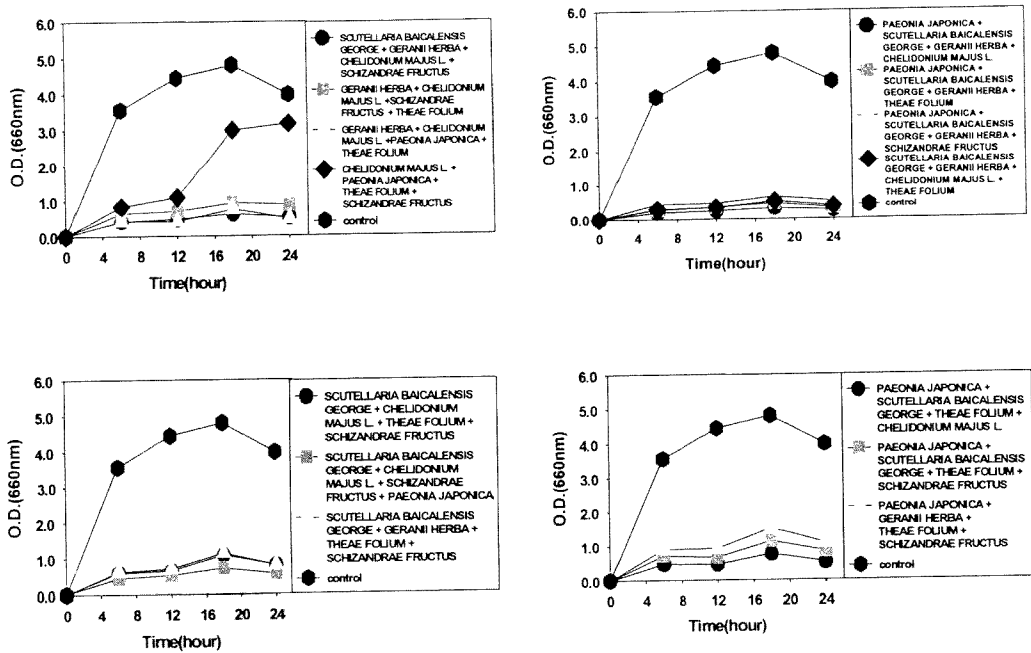 O.D.(660nm)
6.0
5.0
4.0
3.0
2.0
1.0
0.0
0 4 8 12 16 20 24
Time(hour)
SCUTELLARIA BAICALENSIS
GEORGE + GERANII HERBA +
CHELIDONIUM MAJUS L. +
SCHIZANDRAE FRUCTUS
GERANII HERBA + CHELIDONIUM
MAJUS L. +SCHIZANDRAE
FRUCTUS + THEAE FOLIUM
GERANII HERBA + CHELIDONIUM
MAJUS L. +PAEONIA JAPONICA +
THEAE FOLIUM
CHELIDONIUM MAJUS L. +
PAEONIA JAPONICA +
THEAE FOLIUM +
SCHIZANDRAE FRUCTUS
control
O.D.(660nm)
6.0
5.0
4.0
3.0
2.0
1.0
0.0
0 4 8 12 16 20 24
Time(hour)
PAEONIA JAPONICA +
SCUTELLARIA BAICALENSIS
GEORGE + GERANII HERBA +
CHELIDONIUM MAJUS L.
PAEONIA JAPONICA +
SCUTELLARIA BAICALENSIS
GEORGE + GERANII HERBA +
THEAE FOLIUM
PAEONIA JAPONICA +
SCUTELLARIA BAICALENSIS
GEORGE + GERANII HERBA +
SCHIZANDRAE FRUCTUS
SCUTELLARIA BAICALENSIS
GEORGE + GERANII HERBA +
CHELIDONIUM MAJUS L. +
THEAE FOLIUM
control
O.D.(660nm)
6.0
5.0
4.0
3.0
2.0
1.0
0.0
0 4 8 12 16 20 24
Time(hour)
SCUTELLARIA BAICALENSIS
GEORGE + CHELIDONIUM
MAJUS L. + THEAE FOLIUM +
SCHIZANDRAE FRUCTUS
SCUTELLARIA BAICALENSIS
GEORGE + CHELIDONIUM
MAJUS L. + SCHIZANDRAE
FRUCTUS + PAEONIA JAPONICA
SCUTELLARIA BAICALENSIS
GEORGE + GERANII HERBA +
THEAE FOLIUM +
SCHIZANDRAE FRUCTUS
control
O.D.(660nm)
6.0
5.0
4.0
3.0
2.0
1.0
0.0
0 4 8 12 16 20 24
Time(hour)
PAEONIA JAPONICA +
SCUTELLARIA BAICALENSIS
GEORGE + THEAE FOLIUM +
CHELIDONIUM MAJUS L.
PAEONIA JAPONICA +
SCUTELLARIA BAICALENSIS
GEORGE + THEAE FOLIUM +
SCHIZANDRAE FRUCTUS
PAEONIA JAPONICA +
GERANII HERBA +
THEAE FOLIUM +
SCHIZANDRAE FRUCTUS
control